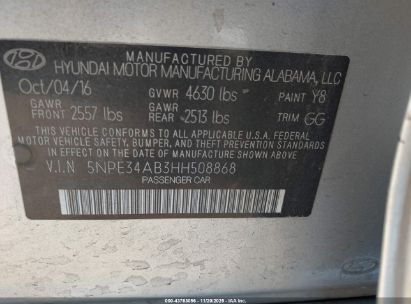 MANUFACTURED BY
HYUNDAI MOTOR MANUFACTURING ALABAMA, LLC
Oct/04/16 GVWR 4630 lbs PAINT Y8
GAWR FRONT 2557 lbs GAWR REAR 2513 lbs TRIM GG
THIS VEHICLE CONFORMS TO ALL APPLICABLE U.S.A FEDERAL
MOTOR VEHICLE SAFETY, BUMPER, AND THEFT PREVENTION
STANDARDS IN EFFECT ON THE DATE OF MANUFACTURE SHOWN ABOVE.
V.I.N 5NPE34AB3HH508868
PASSENGER CAR